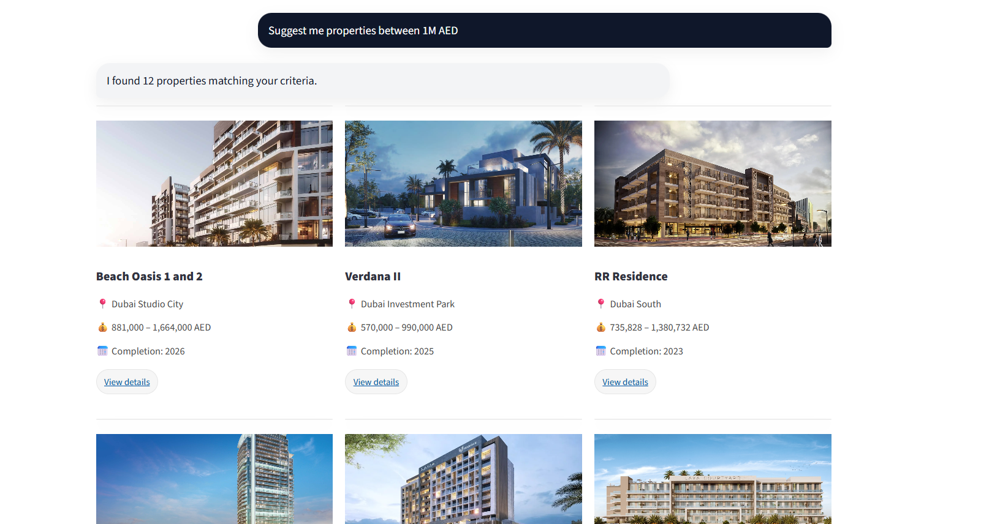 Suggest me properties between 1M AED
I found 12 properties matching your criteria.
Beach Oasis 1 and 2
Dubai Studio City
881,000 – 1,664,000 AED
Completion: 2026
View details
Verdana II
Dubai Investment Park
570,000 – 990,000 AED
Completion: 2025
View details
RR Residence
Dubai South
735,828 – 1,380,732 AED
Completion: 2023
View details